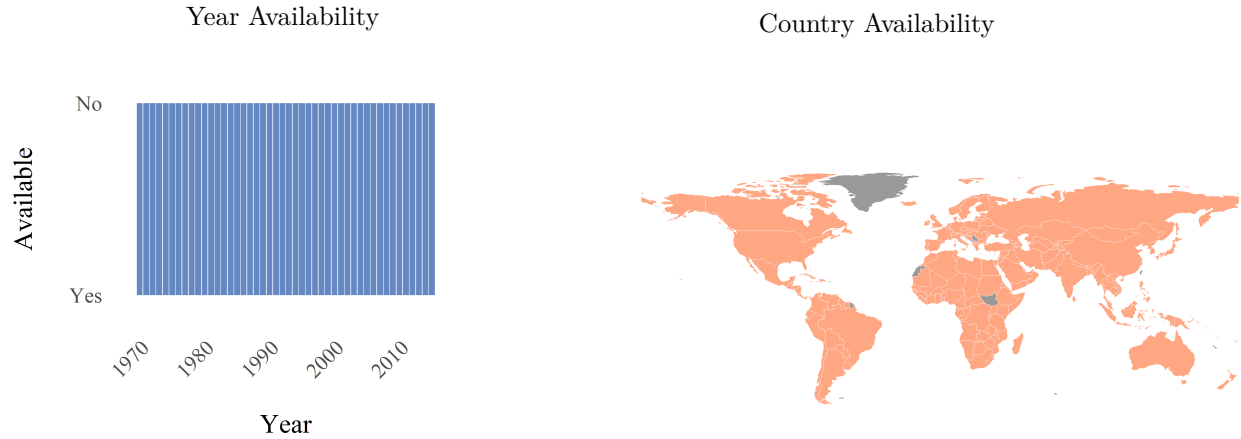 Year Availability
Country Availability
No
Available
Yes
1970
1980
1990
2000
2010
Year